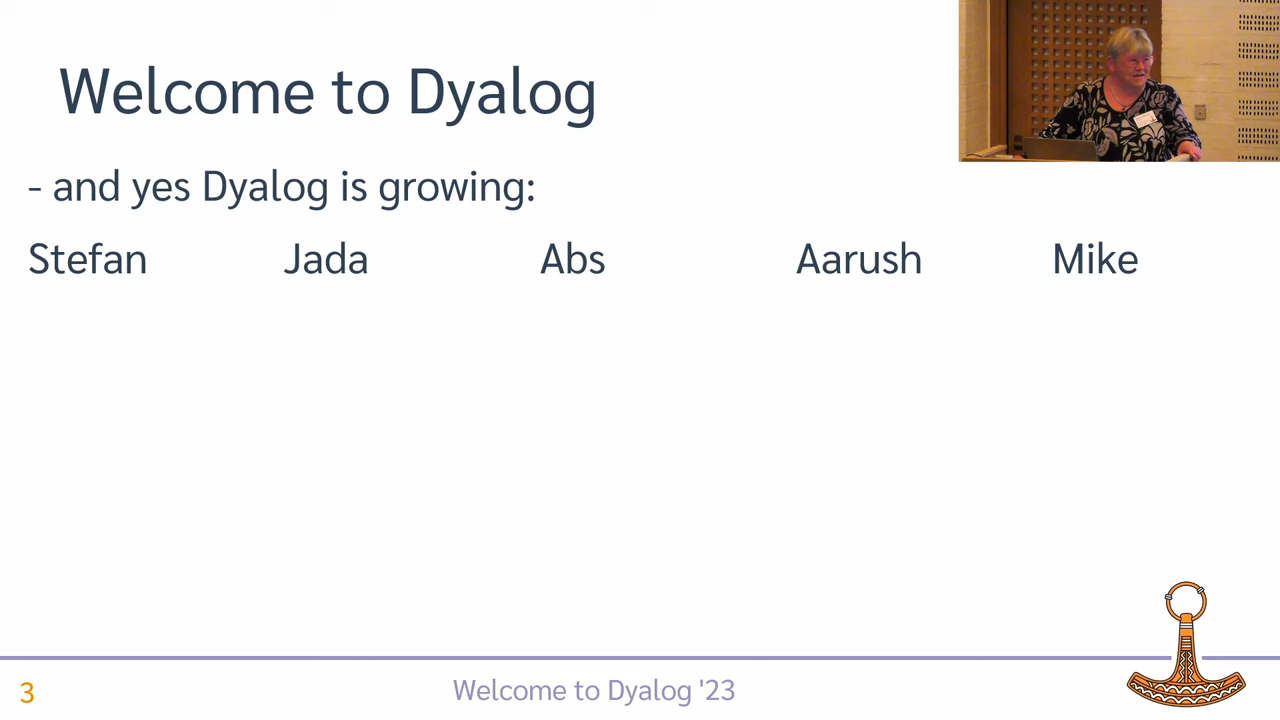 Welcome to Dyalog
- and yes Dyalog is growing:
Stefan Jada Abs Aarush Mike
3 Welcome to Dyalog '23